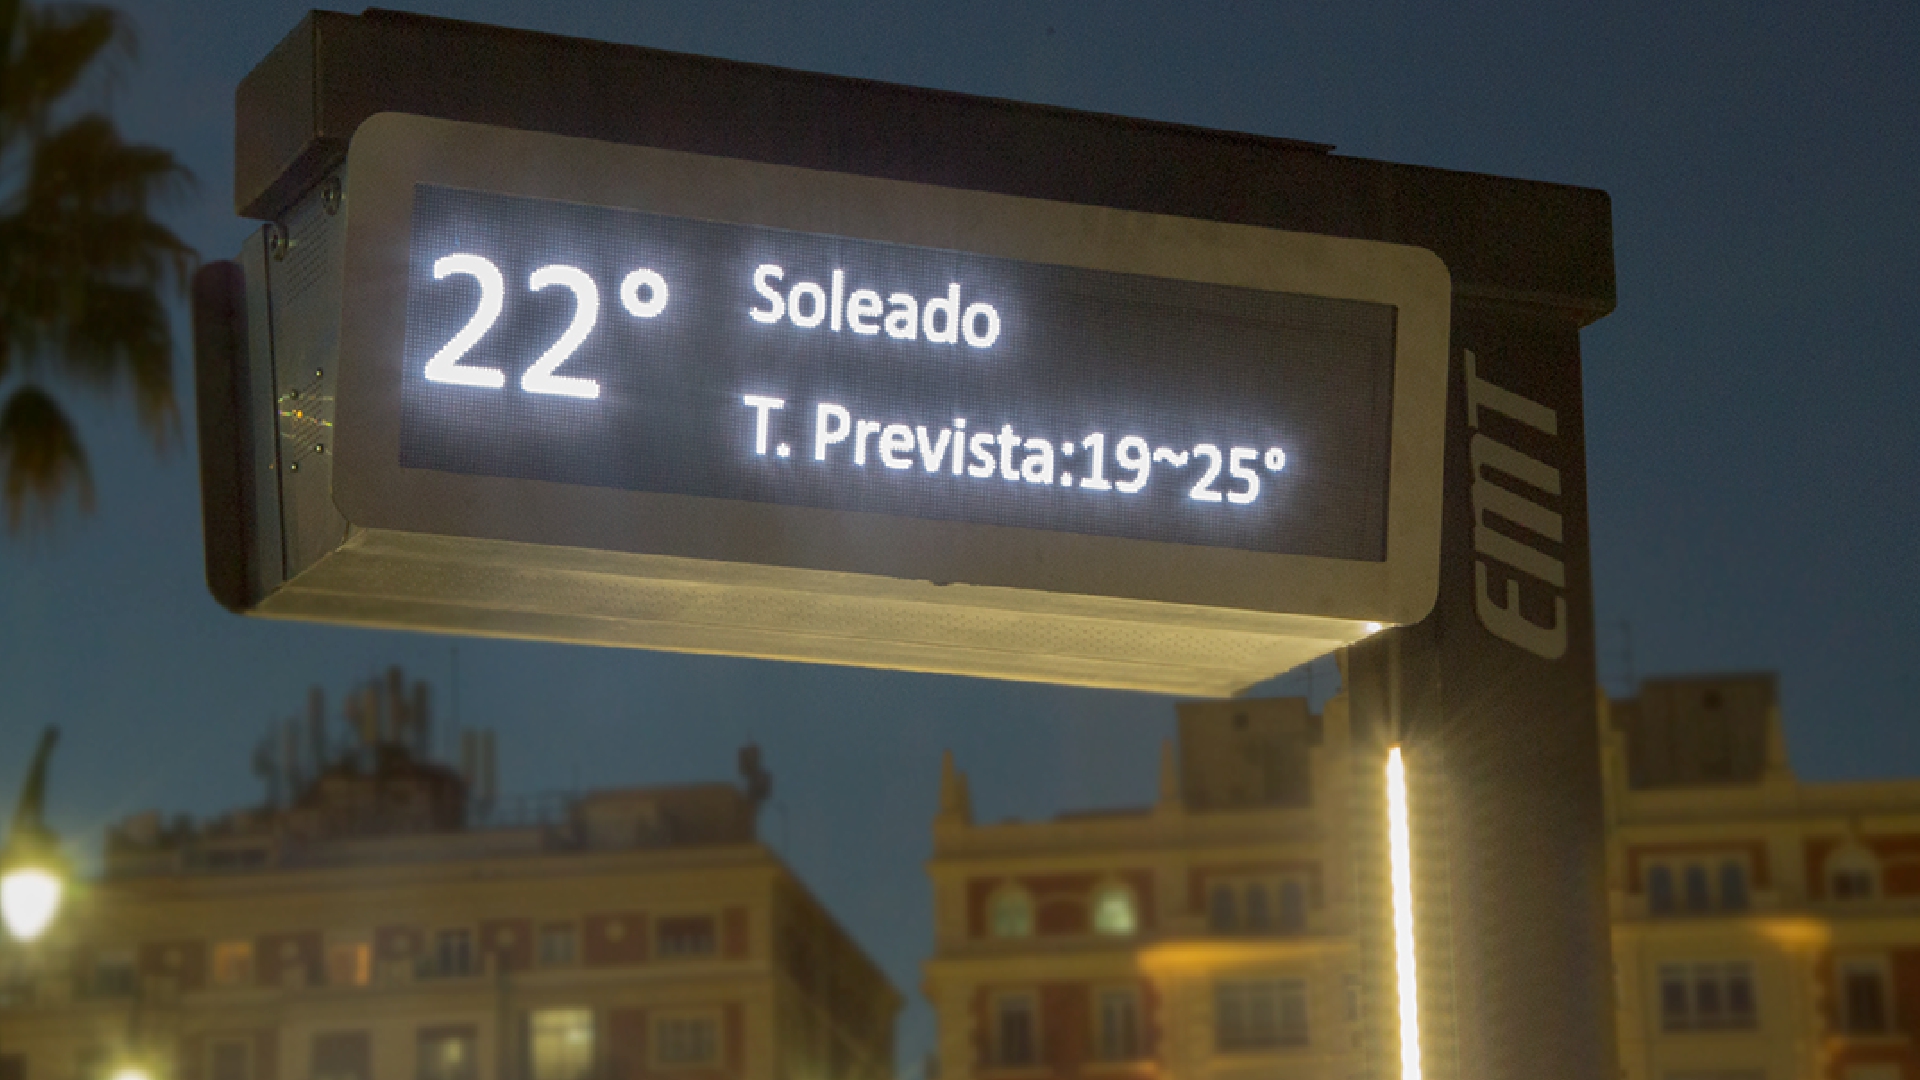 22°
Soleado
T. Prevista:19~25°
EMT